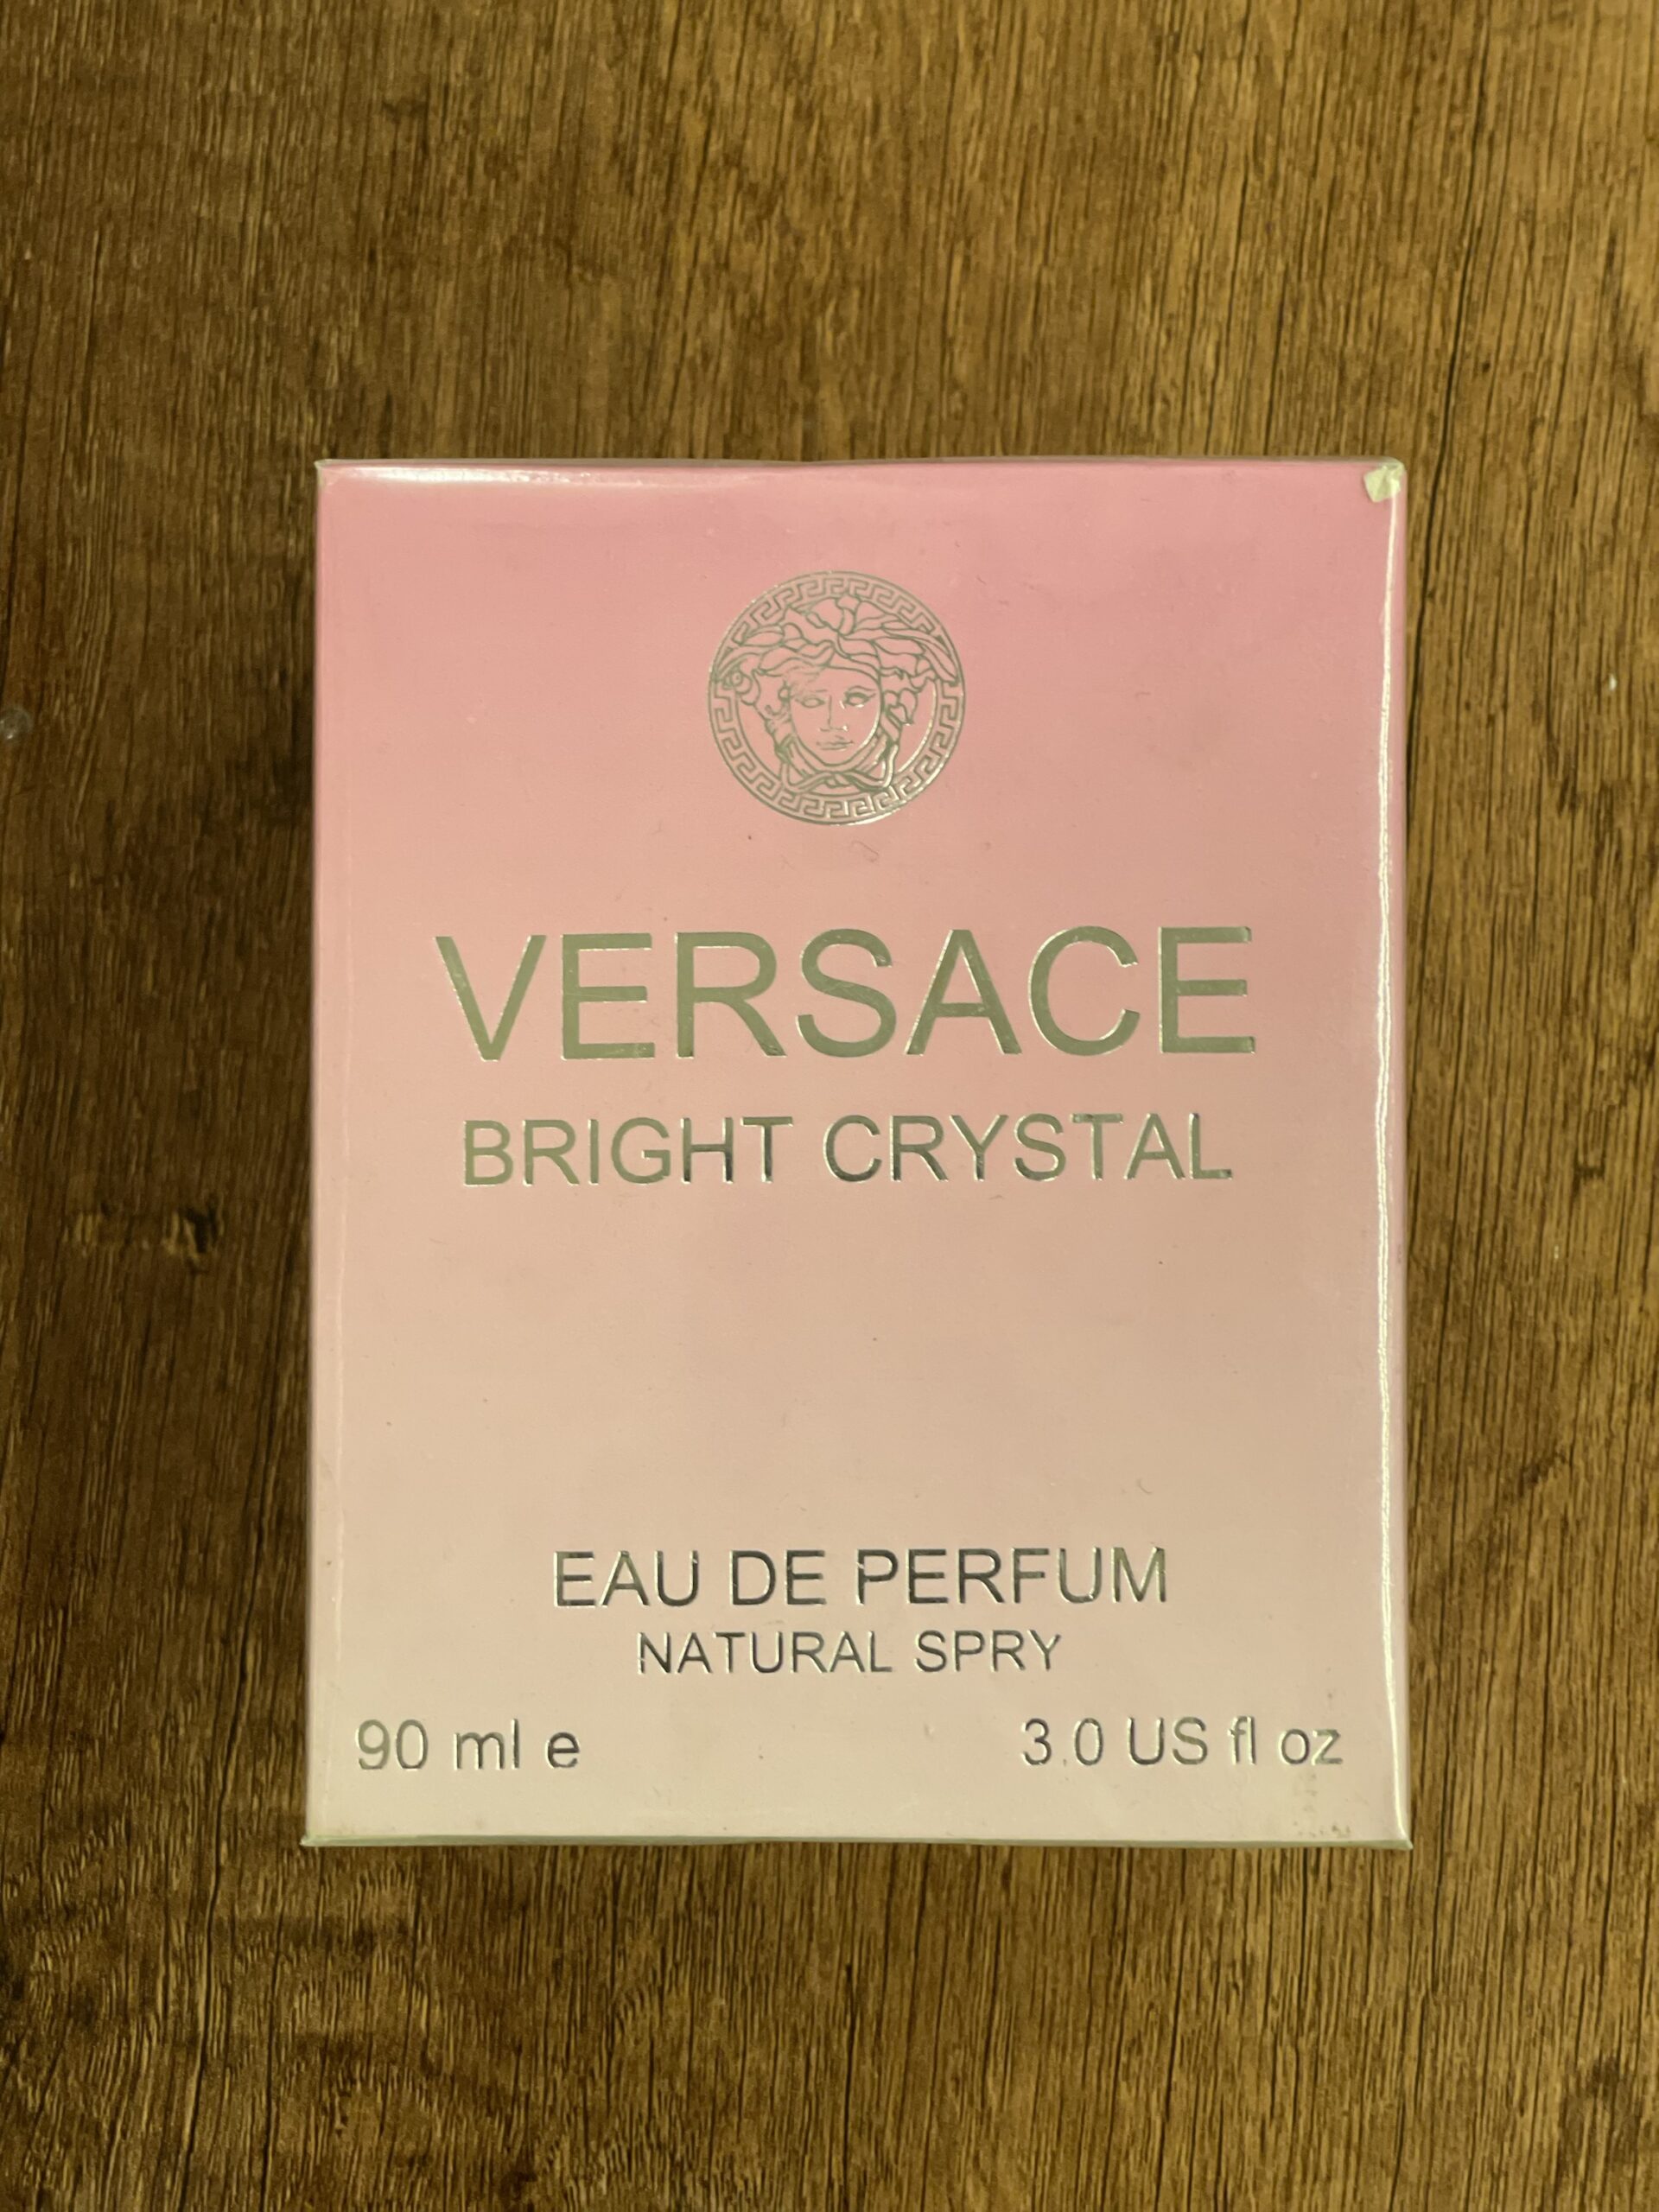 VERSACE
BRIGHT CRYSTAL
EAU DE PERFUM
NATURAL SPRY
90 ml e 3.0 US fl oz